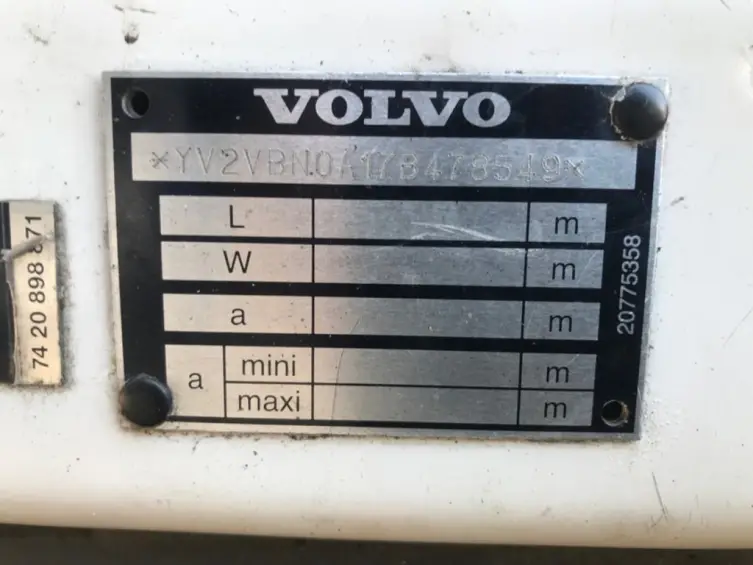 VOLVO
*YV2VBN0A17B478549*
L m
W m
a m
a mini m
maxi m
20775358
74 20 898 871